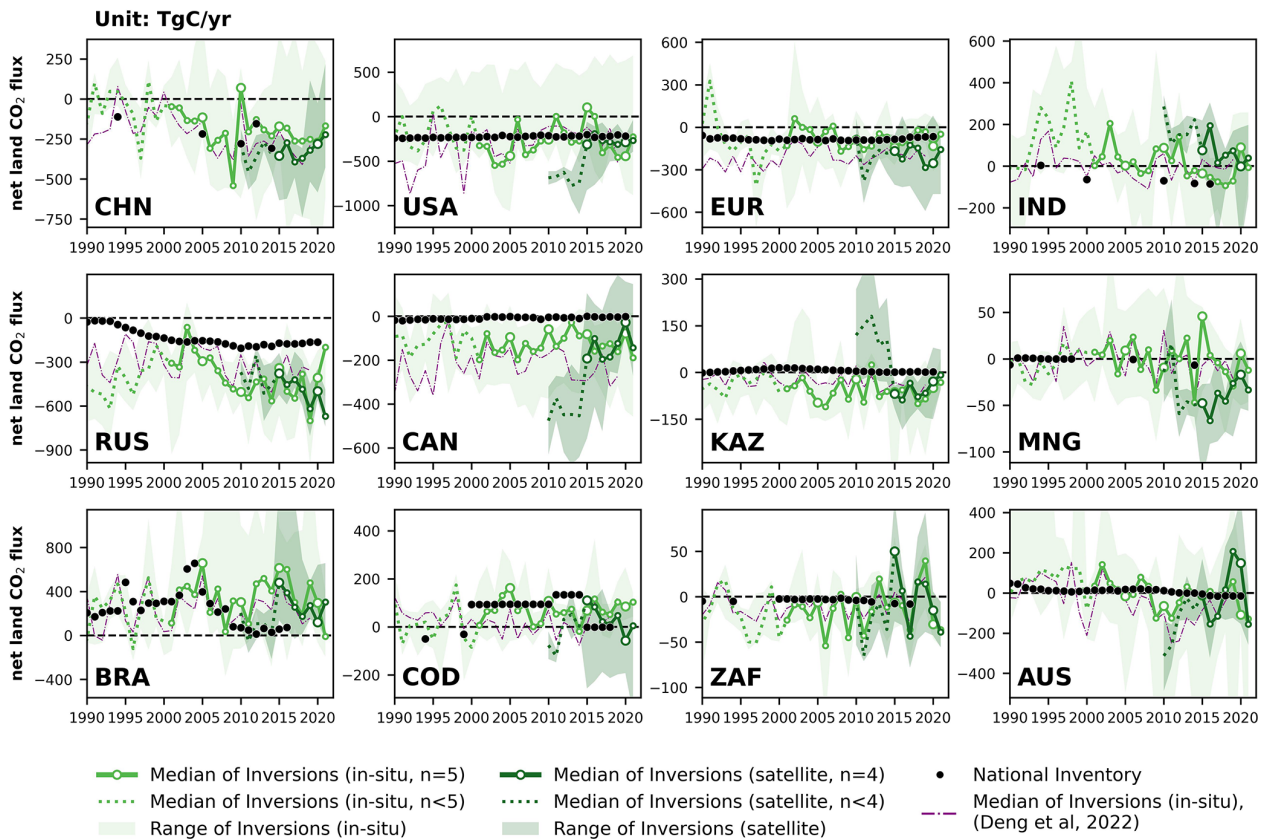 Unit: TgC/yr
net land CO₂ flux
250
0
−250
−500
−750
CHN
1990 1995 2000 2005 2010 2015 2020
500
0
−500
−1000
USA
1990 1995 2000 2005 2010 2015 2020
600
300
0
−300
−600
EUR
1990 1995 2000 2005 2010 2015 2020
600
400
200
0
−200
IND
1990 1995 2000 2005 2010 2015 2020
net land CO₂ flux
0
−300
−600
−900
RUS
1990 1995 2000 2005 2010 2015 2020
0
−200
−400
−600
CAN
1990 1995 2000 2005 2010 2015 2020
300
150
0
−150
KAZ
1990 1995 2000 2005 2010 2015 2020
50
0
−50
−100
MNG
1990 1995 2000 2005 2010 2015 2020
net land CO₂ flux
800
400
0
−400
BRA
1990 1995 2000 2005 2010 2015 2020
400
200
0
−200
COD
1990 1995 2000 2005 2010 2015 2020
50
0
−50
−100
ZAF
1990 1995 2000 2005 2010 2015 2020
400
200
0
−200
−400
AUS
1990 1995 2000 2005 2010 2015 2020
Median of Inversions (in-situ, n=5)
Median of Inversions (in-situ, n<5)
Range of Inversions (in-situ)
Median of Inversions (satellite, n=4)
Median of Inversions (satellite, n<4)
Range of Inversions (satellite)
National Inventory
Median of Inversions (in-situ),
(Deng et al, 2022)